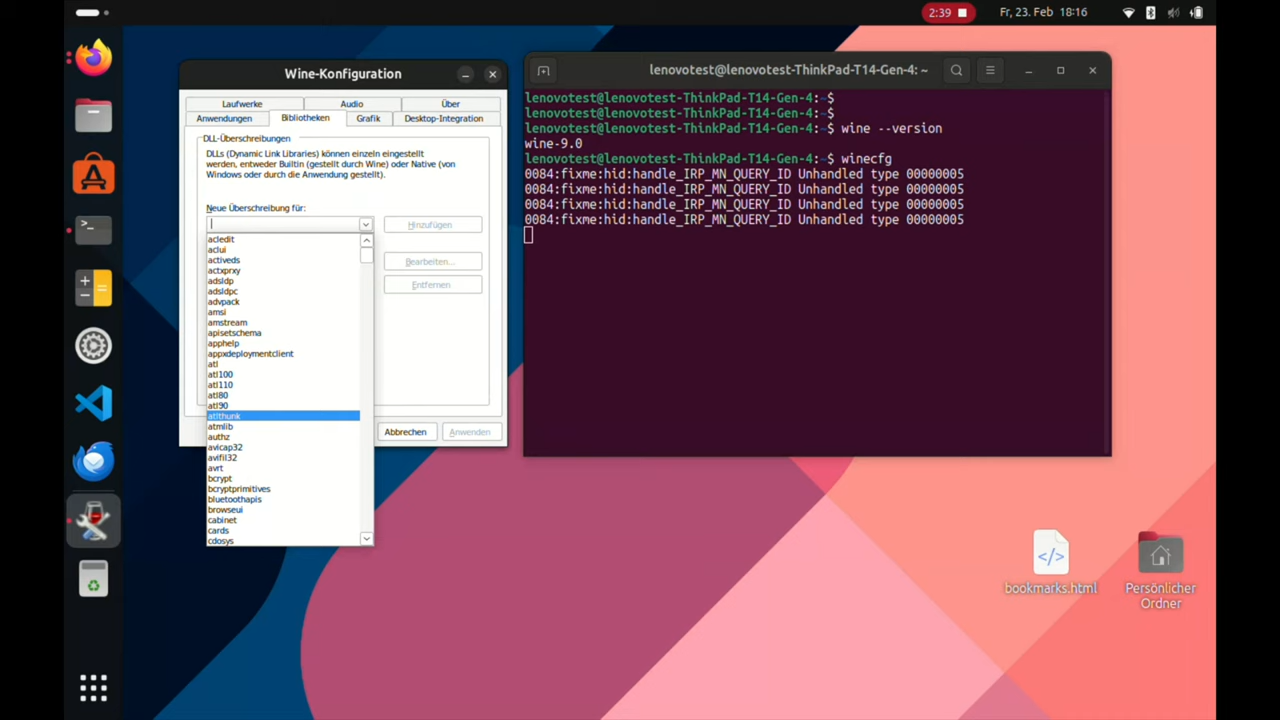 2:39
Fr, 23. Feb 18:16
Wine-Konfiguration
Laufwerke
Audio
Über
Anwendungen
Bibliotheken
Grafik
Desktop-Integration
DLL-Überschreibungen
DLLs (Dynamic Link Libraries) können einzeln eingestellt
werden, entweder Builtin (gestellt durch Wine) oder Native (von
Windows oder durch die Anwendung gestellt).
Neue Überschreibung für:
Hinzufügen
Bearbeiten...
Entfernen
acledit
aclui
activeds
actxprxy
adsldp
adsldpc
advpack
amsi
amstream
apisetschema
apphelp
appxdeploymentclient
atl
atl100
atl110
atl80
atl90
atlthunk
atmlib
authz
avicap32
avifil32
avrt
bcrypt
bcryptprimitives
bluetoothapis
browseui
cabinet
cards
cdosys
Abbrechen
Anwenden
lenovotest@lenovotest-ThinkPad-T14-Gen-4: ~
lenovotest@lenovotest-ThinkPad-T14-Gen-4:~$
lenovotest@lenovotest-ThinkPad-T14-Gen-4:~$
lenovotest@lenovotest-ThinkPad-T14-Gen-4:~$ wine --version
wine-9.0
lenovotest@lenovotest-ThinkPad-T14-Gen-4:~$ winecfg
0084:fixme:hid:handle_IRP_MN_QUERY_ID Unhandled type 00000005
0084:fixme:hid:handle_IRP_MN_QUERY_ID Unhandled type 00000005
0084:fixme:hid:handle_IRP_MN_QUERY_ID Unhandled type 00000005
0084:fixme:hid:handle_IRP_MN_QUERY_ID Unhandled type 00000005
bookmarks.html
Persönlicher
Ordner